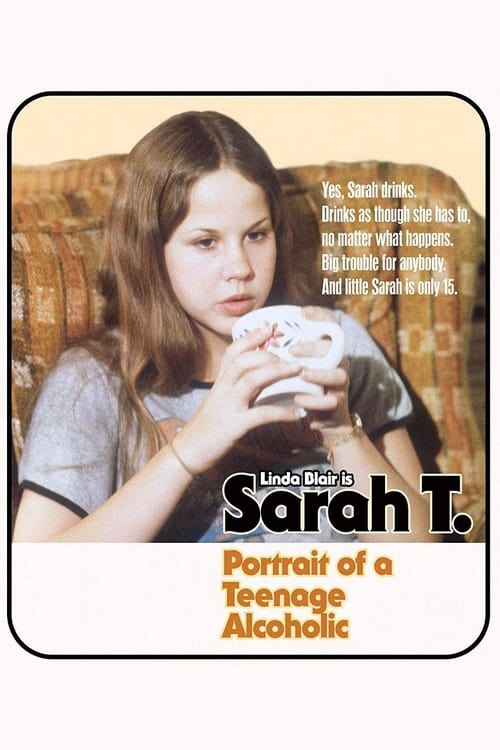 Yes, Sarah drinks.
Drinks as though she has to,
no matter what happens.
Big trouble for anybody.
And little Sarah is only 15.
Linda Blair is
Sarah T.
Portrait of a
Teenage
Alcoholic